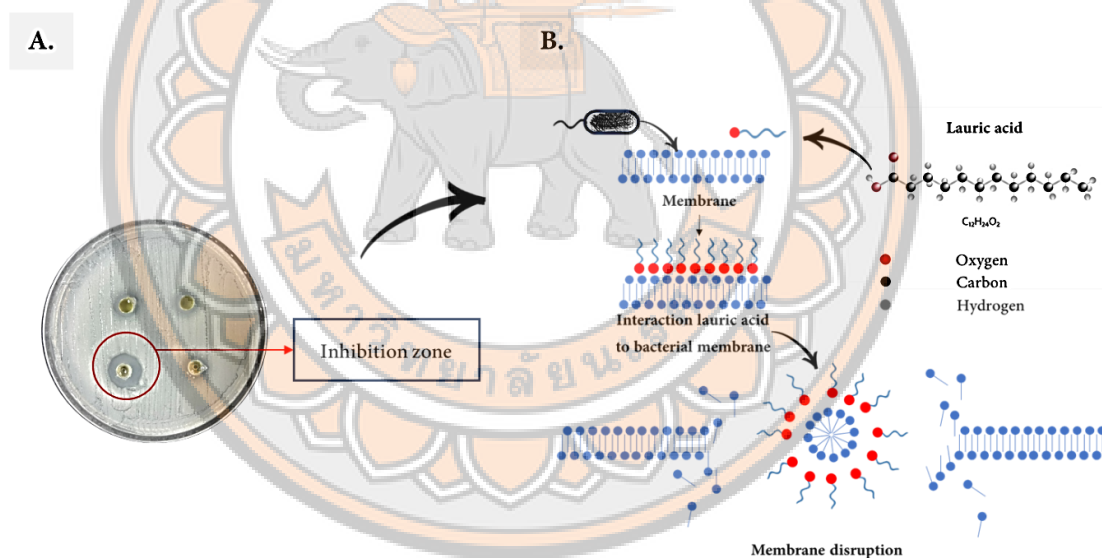 A.
B.
Lauric acid
C₁₂H₂₄O₂
Oxygen
Carbon
Hydrogen
Membrane
Interaction lauric acid
to bacterial membrane
Inhibition zone
Membrane disruption